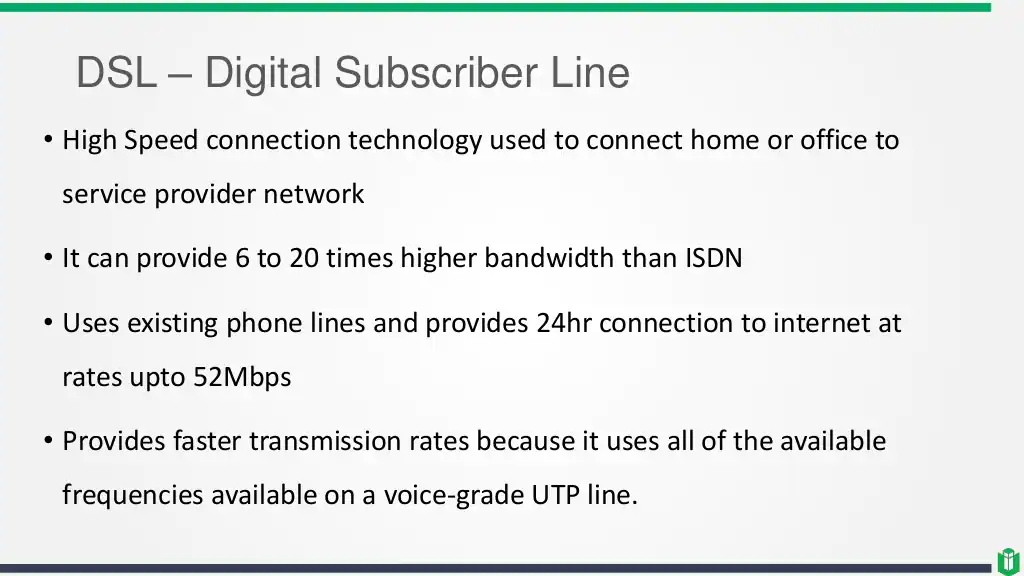 DSL – Digital Subscriber Line
• High Speed connection technology used to connect home or office to
service provider network
• It can provide 6 to 20 times higher bandwidth than ISDN
• Uses existing phone lines and provides 24hr connection to internet at
rates upto 52Mbps
• Provides faster transmission rates because it uses all of the available
frequencies available on a voice-grade UTP line.